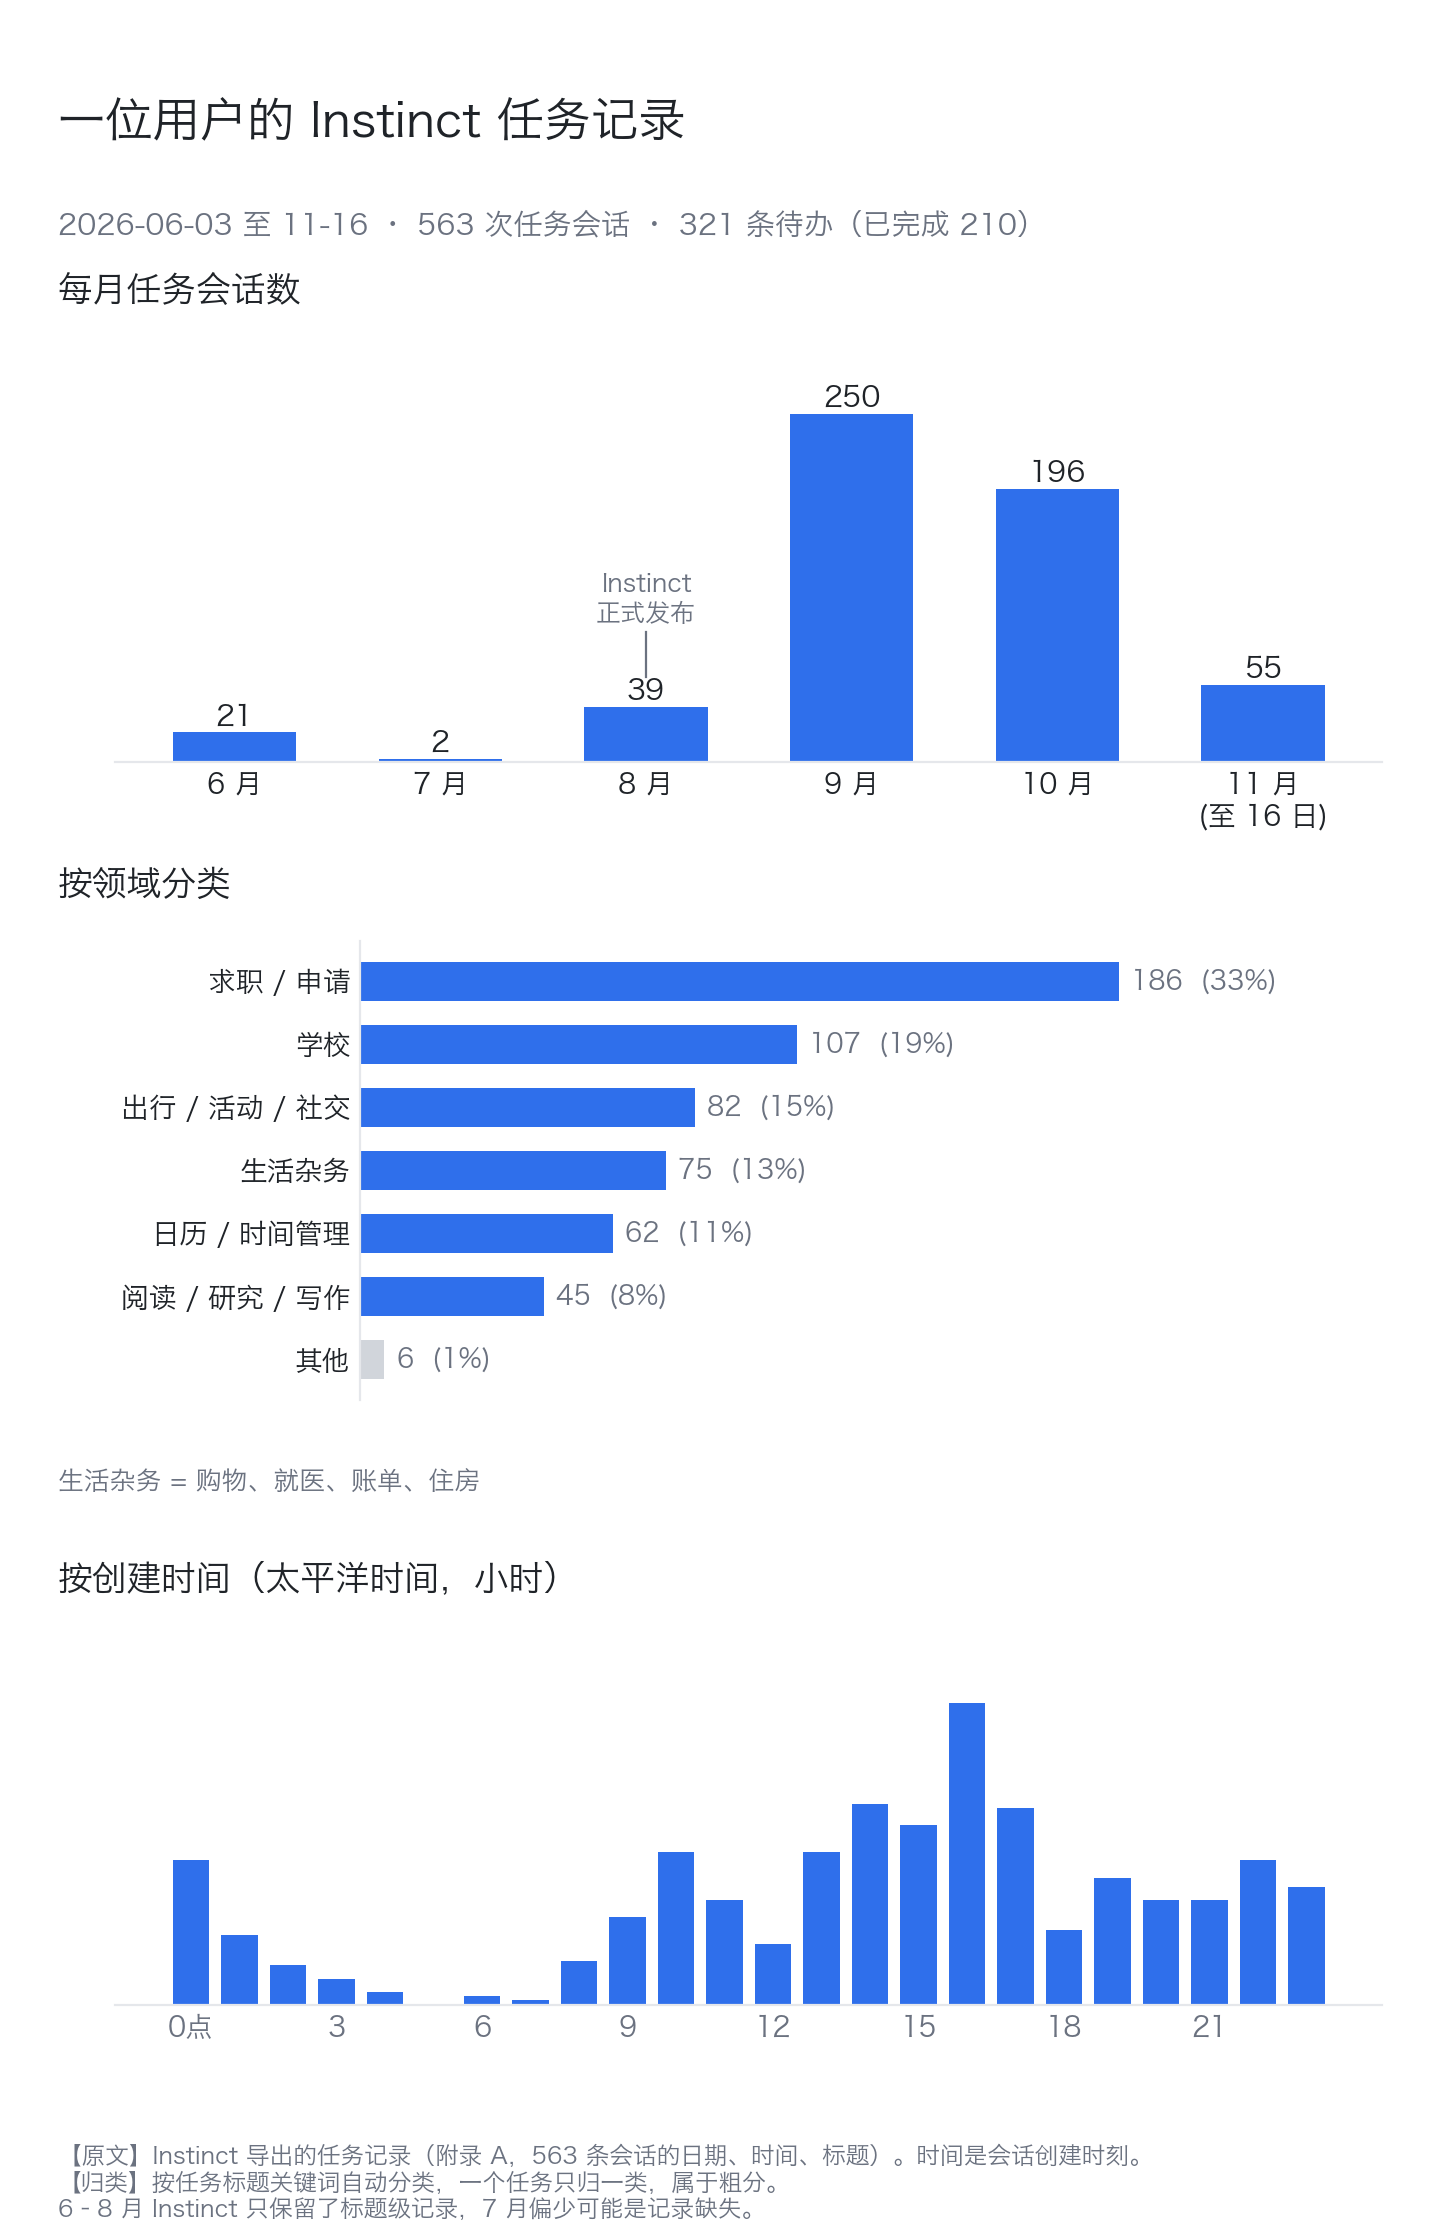 一位用户的 Instinct 任务记录
2026-06-03 至 11-16 · 563 次任务会话 · 321 条待办（已完成 210）
每月任务会话数
250
196
Instinct
正式发布
55
39
21
2
6 月
7 月
8 月
9 月
10 月
11 月
(至 16 日)
按领域分类
求职 / 申请 186 (33%)
学校 107 (19%)
出行 / 活动 / 社交 82 (15%)
生活杂务 75 (13%)
日历 / 时间管理 62 (11%)
阅读 / 研究 / 写作 45 (8%)
其他 6 (1%)
生活杂务 = 购物、就医、账单、住房
按创建时间（太平洋时间，小时）
0点 3 6 9 12 15 18 21
【原文】Instinct 导出的任务记录（附录 A，563 条会话的日期、时间、标题）。时间是会话创建时刻。
【归类】按任务标题关键词自动分类，一个任务只归一类，属于粗分。
6 - 8 月 Instinct 只保留了标题级记录，7 月偏少可能是记录缺失。